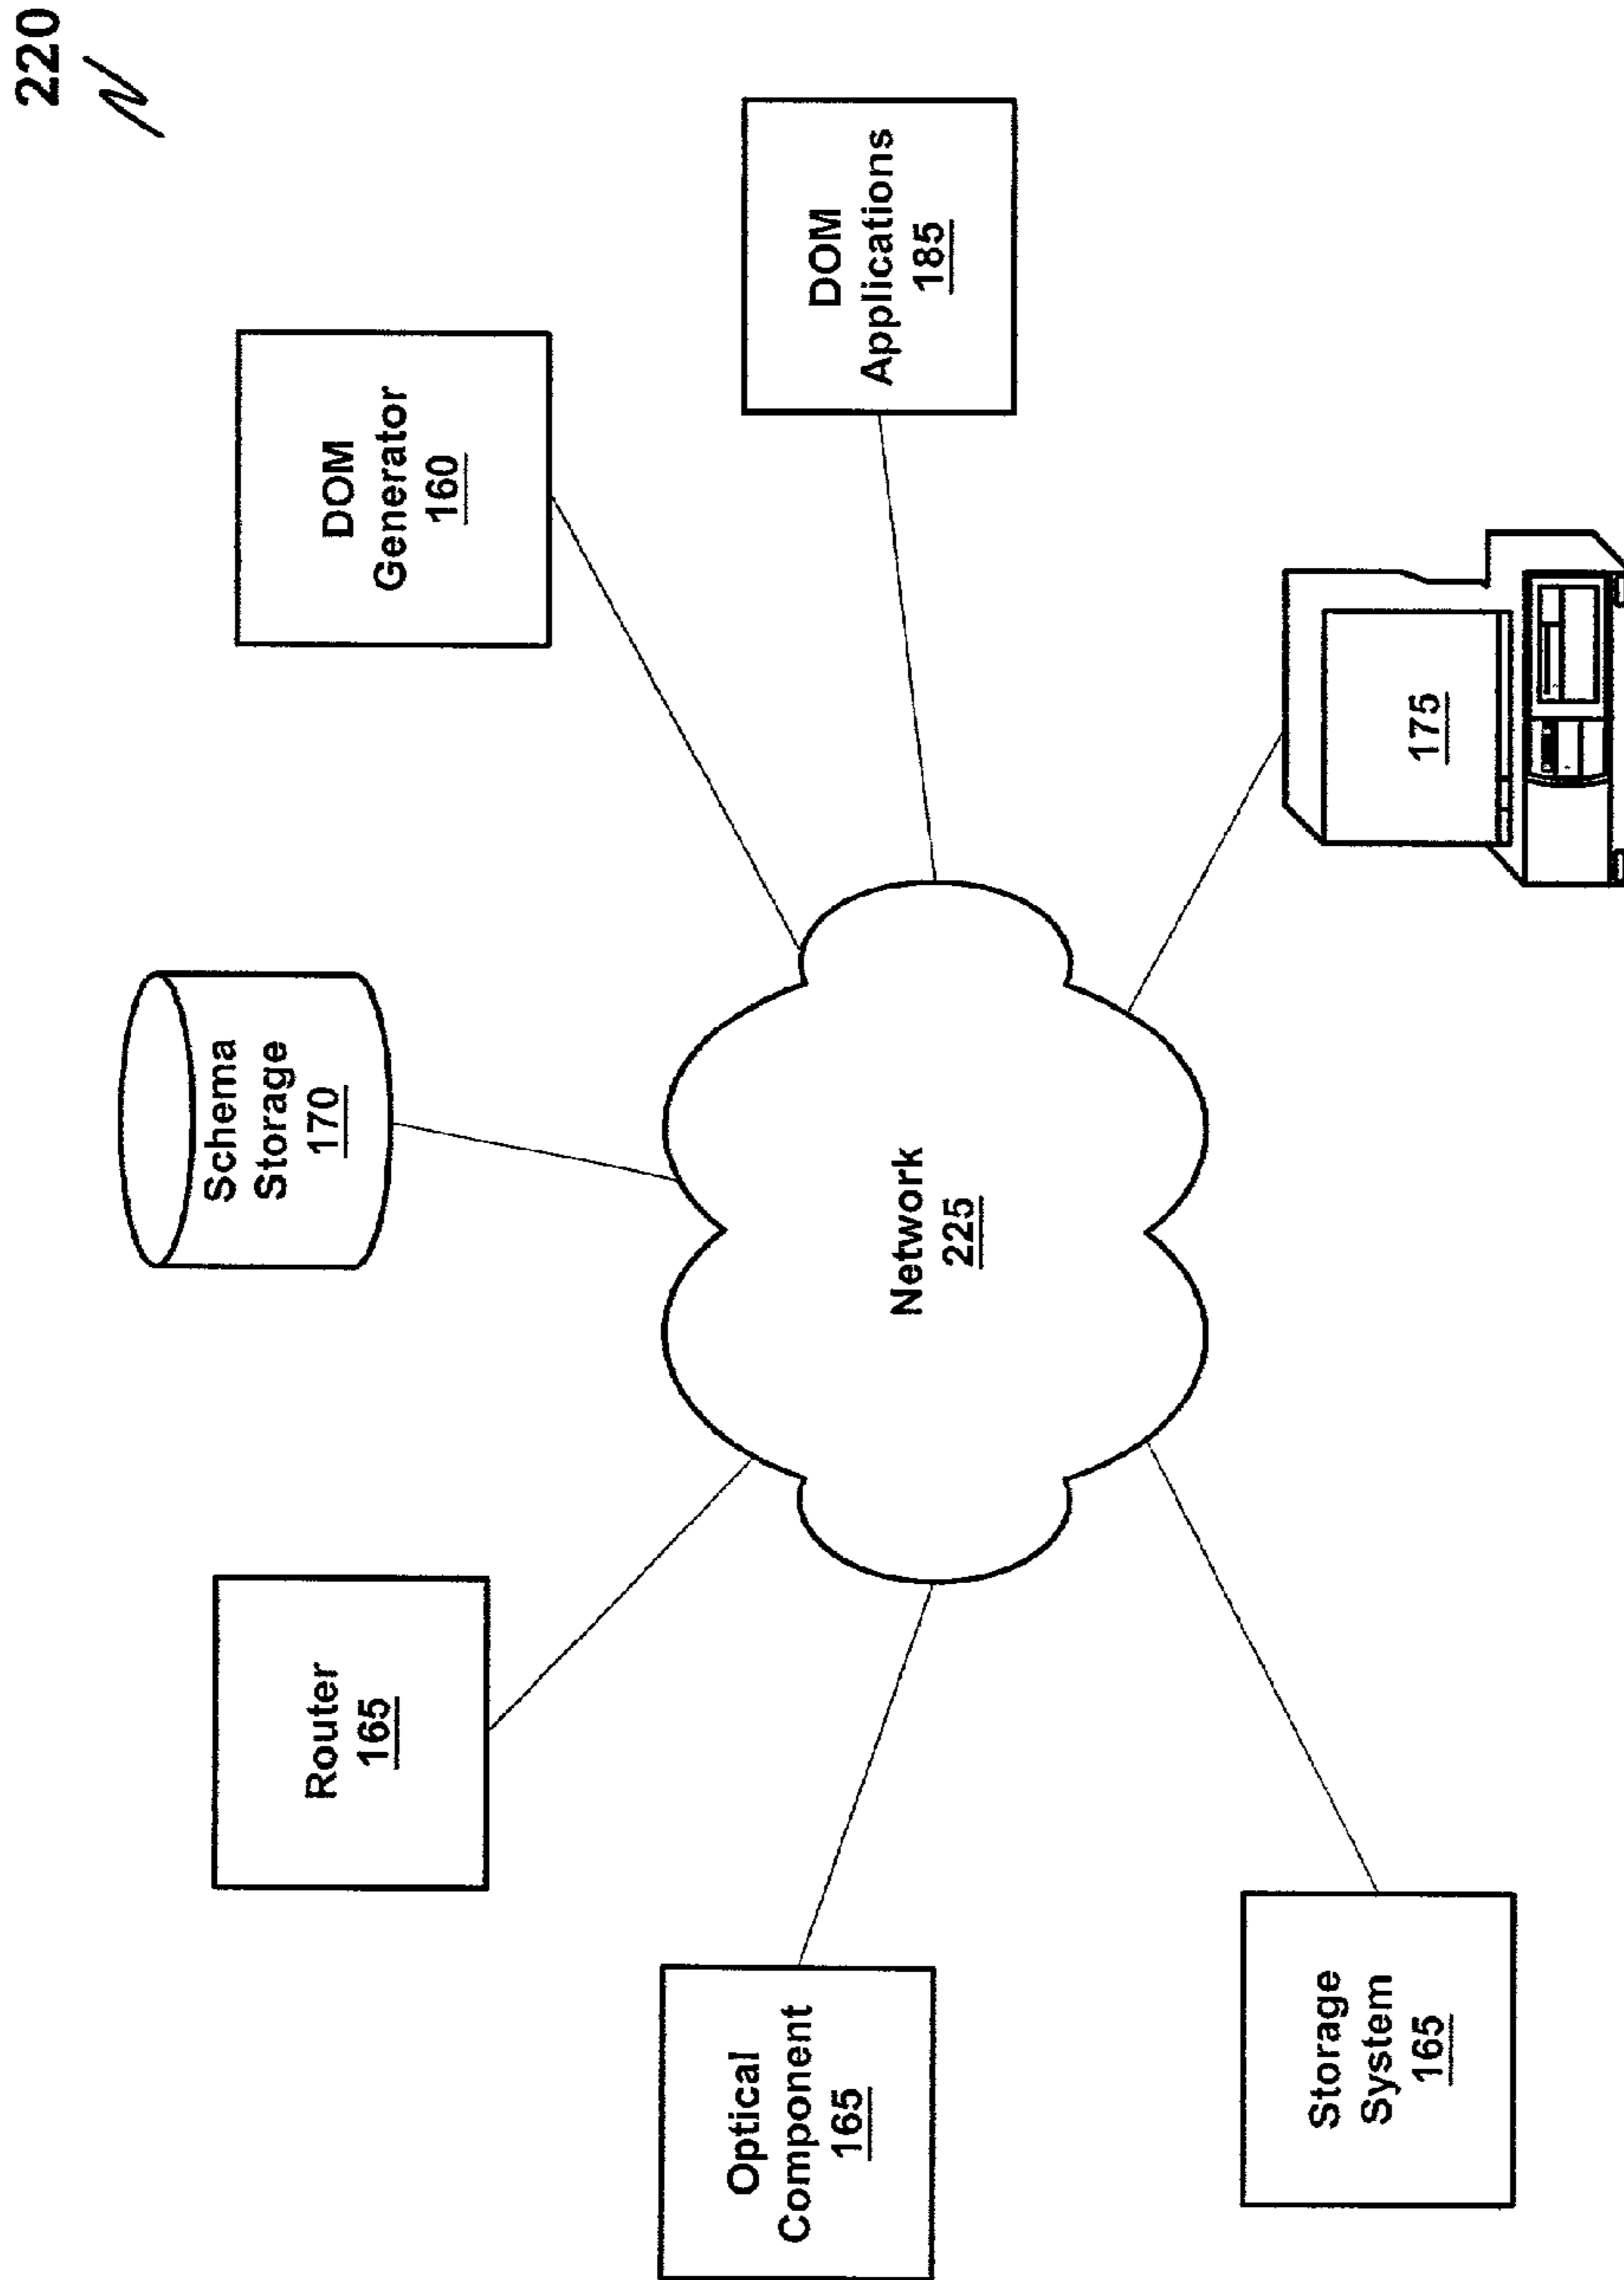 220
Schema
Storage
170
DOM
Generator
160
Router
165
DOM
Applications
185
Optical
Component
165
Network
225
Storage
System
165
175